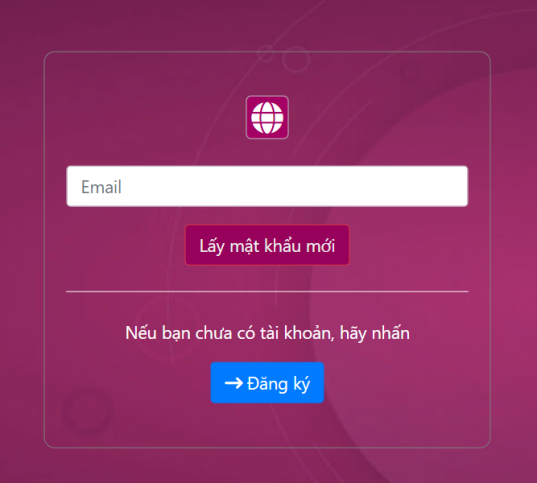 Email
Lấy mật khẩu mới
Nếu bạn chưa có tài khoản, hãy nhấn
Đăng ký